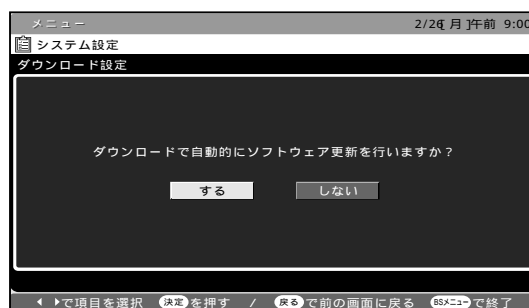 メニュー 2/26[月]午前 9:00
システム設定
ダウンロード設定
ダウンロードで自動的にソフトウェア更新を行いますか？
する しない
で項目を選択 決定を押す / 戻るで前の画面に戻る BSメニューで終了